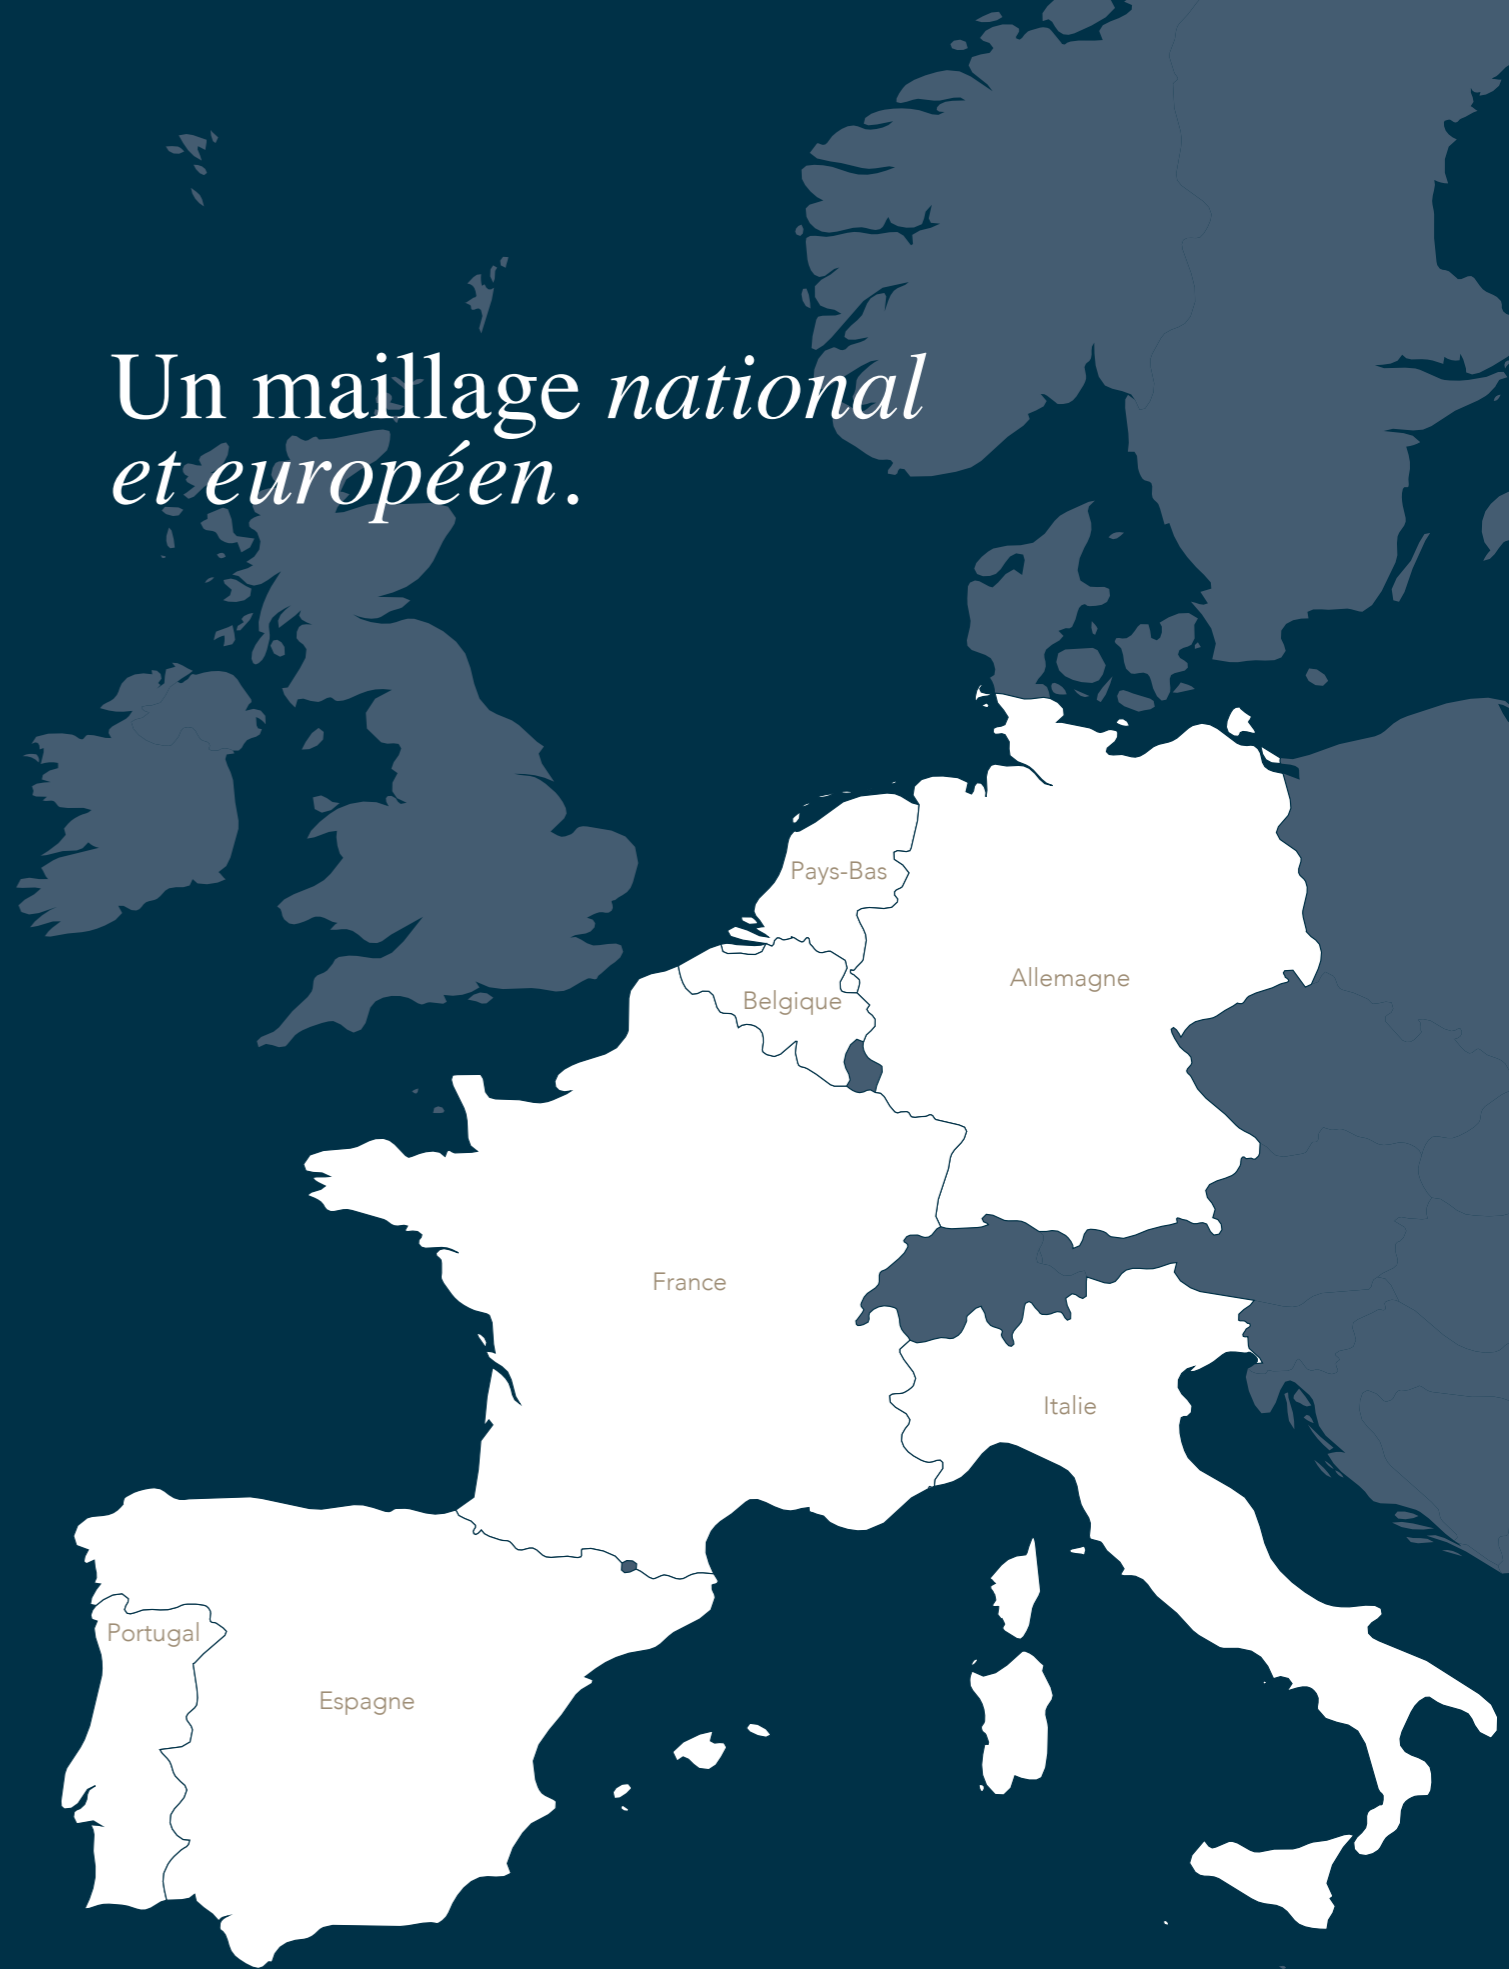 Un maillage national
et européen.
Pays-Bas
Allemagne
Belgique
France
Italie
Portugal
Espagne